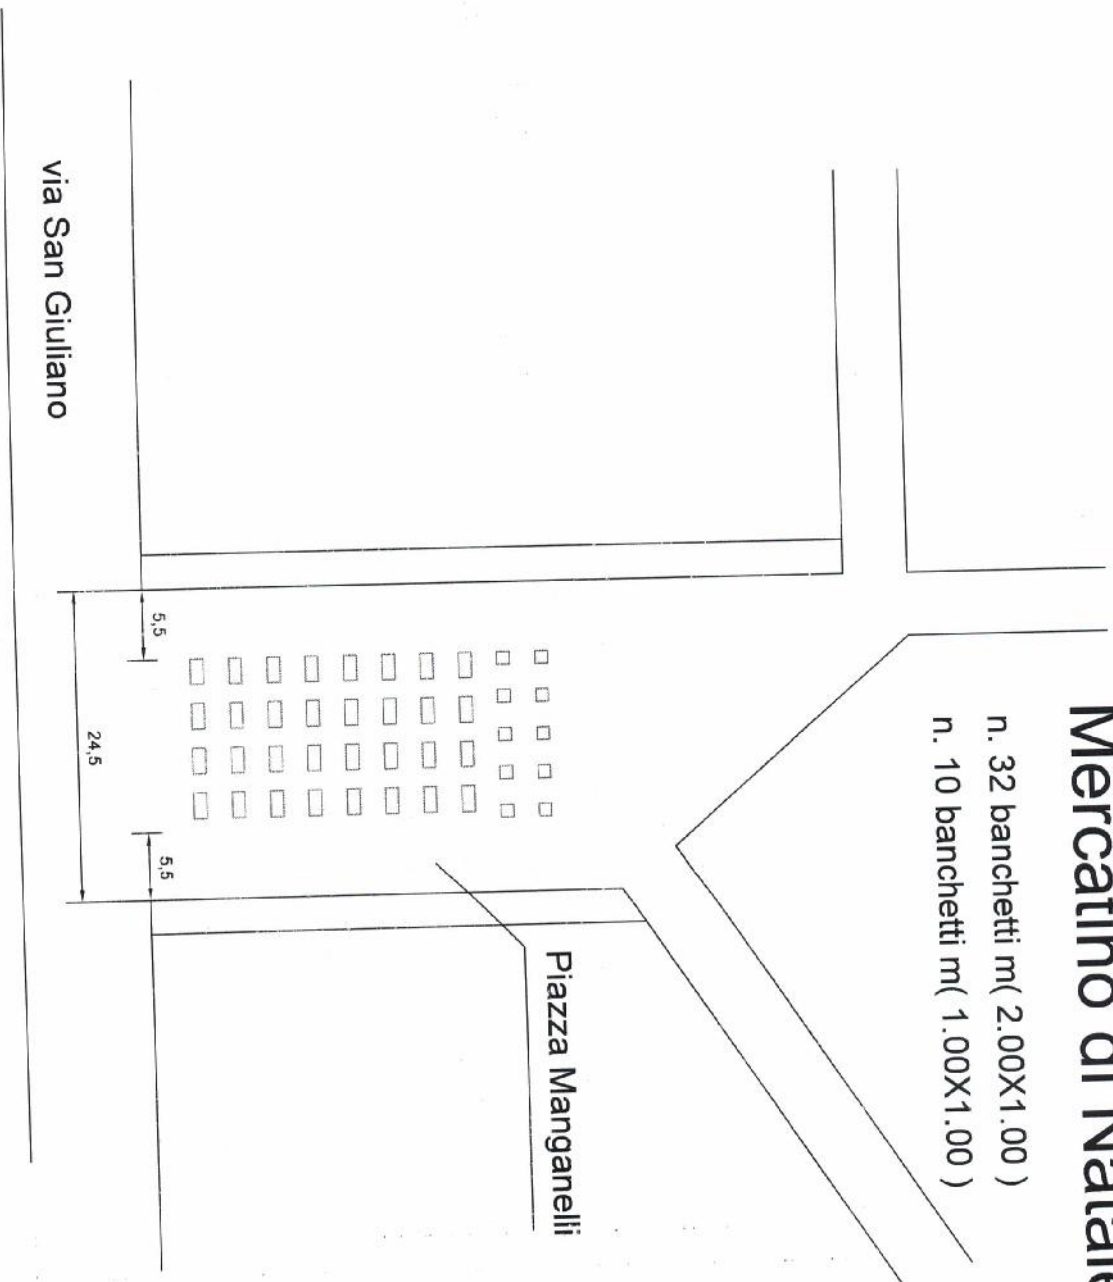 Mercatino di Natale
n. 32 banchetti m( 2.00X1.00 )
n. 10 banchetti m( 1.00X1.00 )
Piazza Manganelli
5,5
5,5
24,5
via San Giuliano